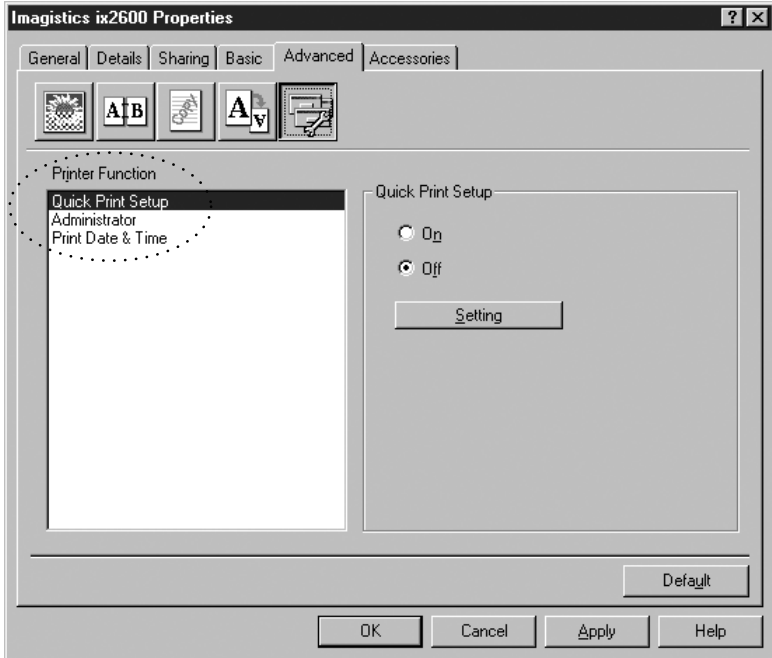 Imagistics ix2600 Properties
? X
General Details Sharing Basic Advanced Accessories
A B Copy A A
Printer Function
Quick Print Setup
Administrator
Print Date & Time
Quick Print Setup
On
Off
Setting
Default
OK Cancel Apply Help